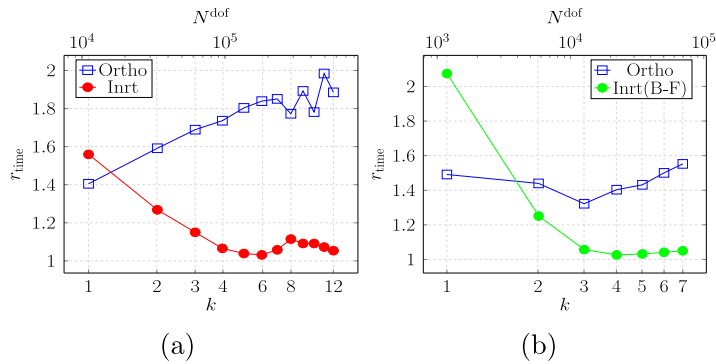 N^dof
10^4 10^5
2
1.8
1.6
1.4
1.2
1
r_time
Ortho
Inrt
1 2 3 4 6 8 12
k
(a)
N^dof
10^3 10^4 10^5
2
1.8
1.6
1.4
1.2
1
r_time
Ortho
Inrt(B-F)
1 2 3 4 5 6 7
k
(b)